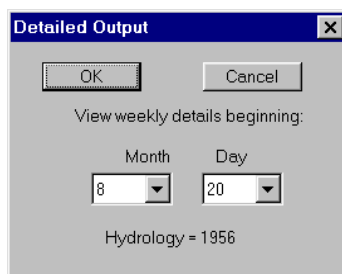 Detailed Output
OK Cancel
View weekly details beginning:
Month Day
8 20
Hydrology = 1956